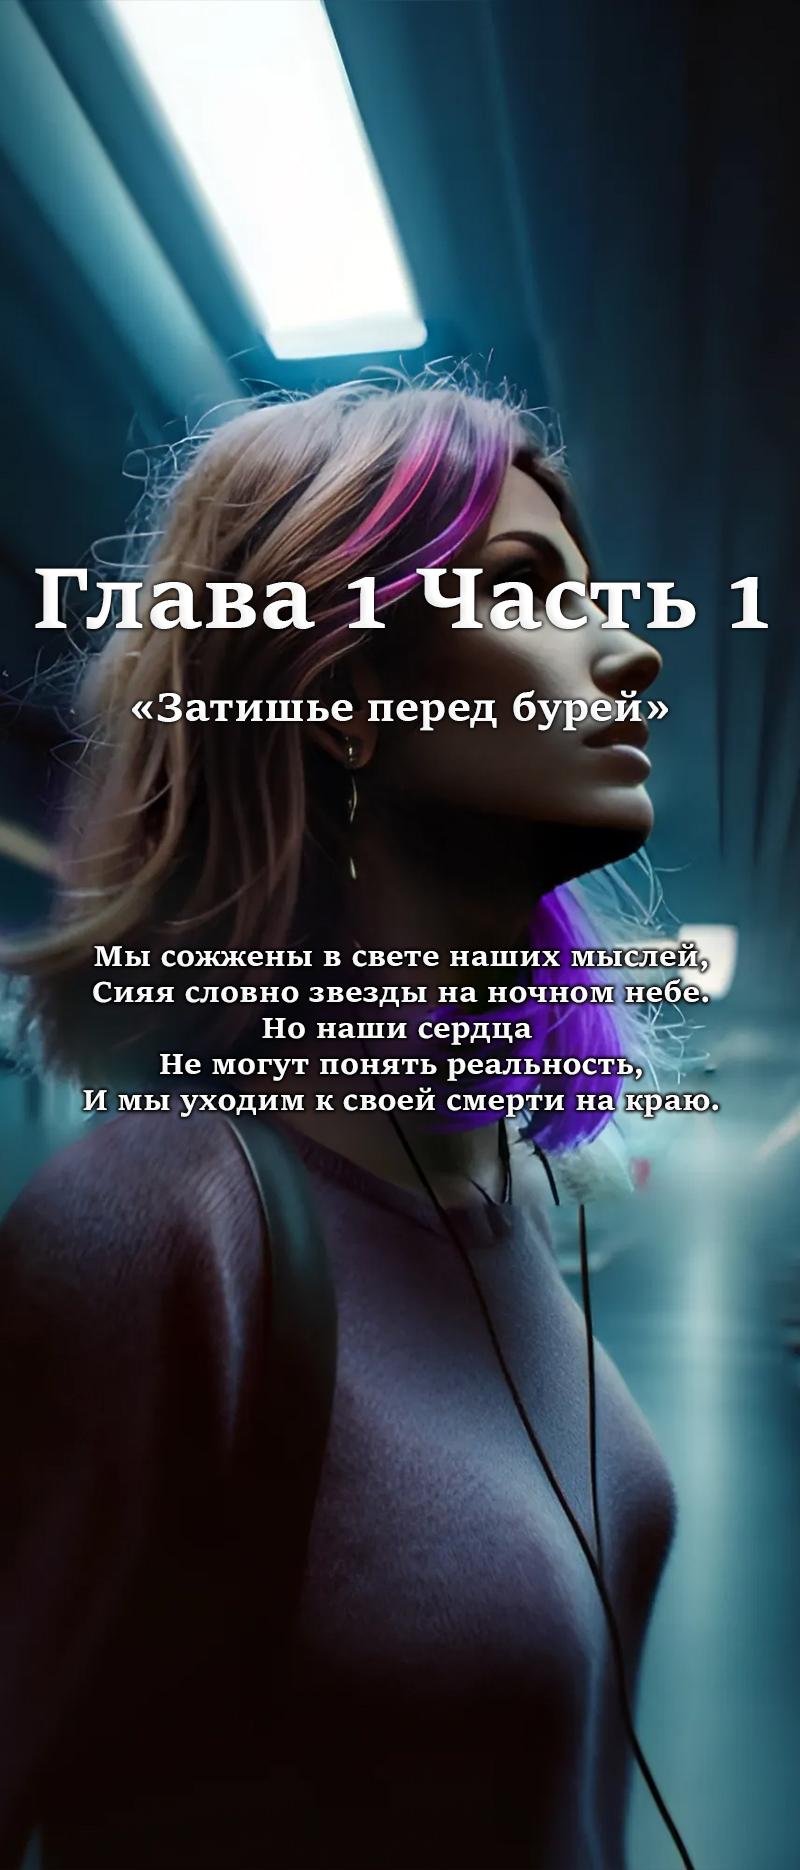 Глава 1 Часть 1
«Затишье перед бурей»
Мы сожжены в свете наших мыслей,
Сияя словно звезды на ночном небе.
Но наши сердца
Не могут понять реальность,
И мы уходим к своей смерти на краю.